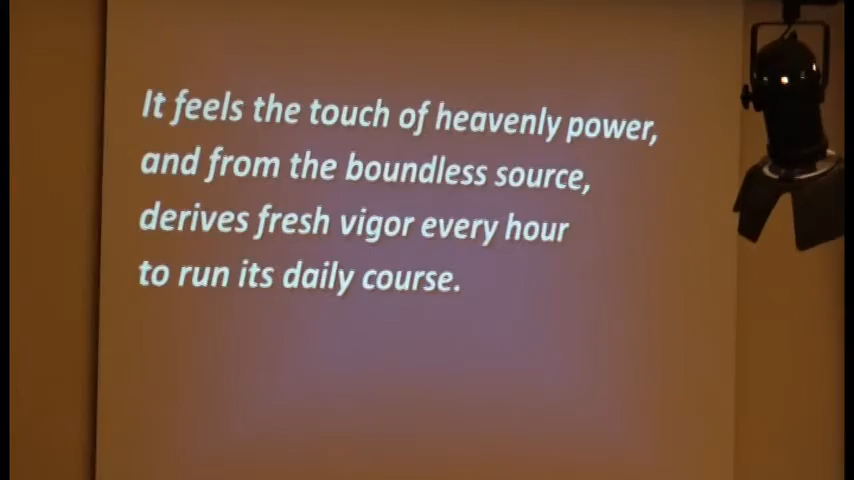 It feels the touch of heavenly power,
and from the boundless source,
derives fresh vigor every hour
to run its daily course.